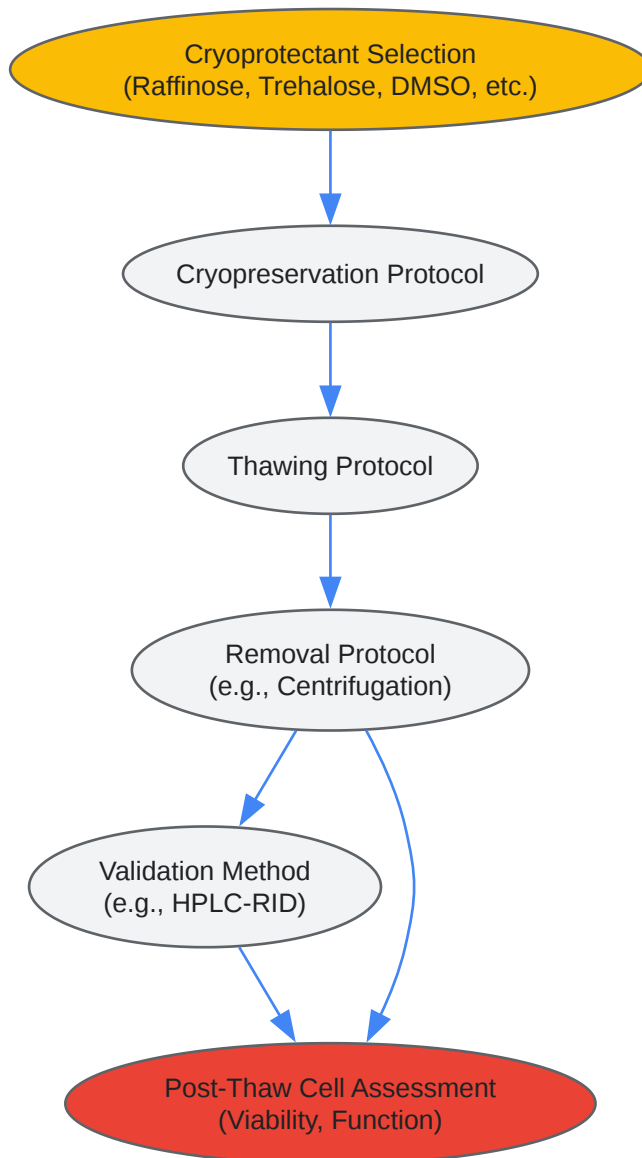 Cryoprotectant Selection
(Raffinose, Trehalose, DMSO, etc.)
Cryopreservation Protocol
Thawing Protocol
Removal Protocol
(e.g., Centrifugation)
Validation Method
(e.g., HPLC-RID)
Post-Thaw Cell Assessment
(Viability, Function)